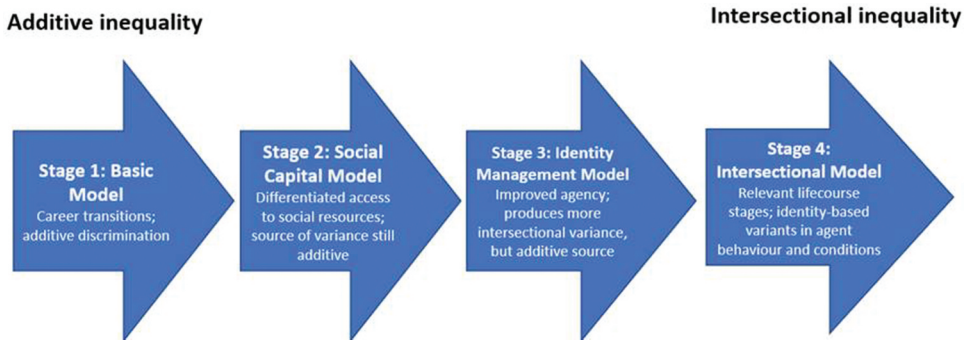 Additive inequality
Intersectional inequality
Stage 1: Basic
Model
Career transitions;
additive discrimination
Stage 2: Social
Capital Model
Differentiated access
to social resources;
source of variance still
additive
Stage 3: Identity
Management Model
Improved agency;
produces more
intersectional variance,
but additive source
Stage 4:
Intersectional Model
Relevant lifecourse
stages; identity-based
variants in agent
behaviour and conditions